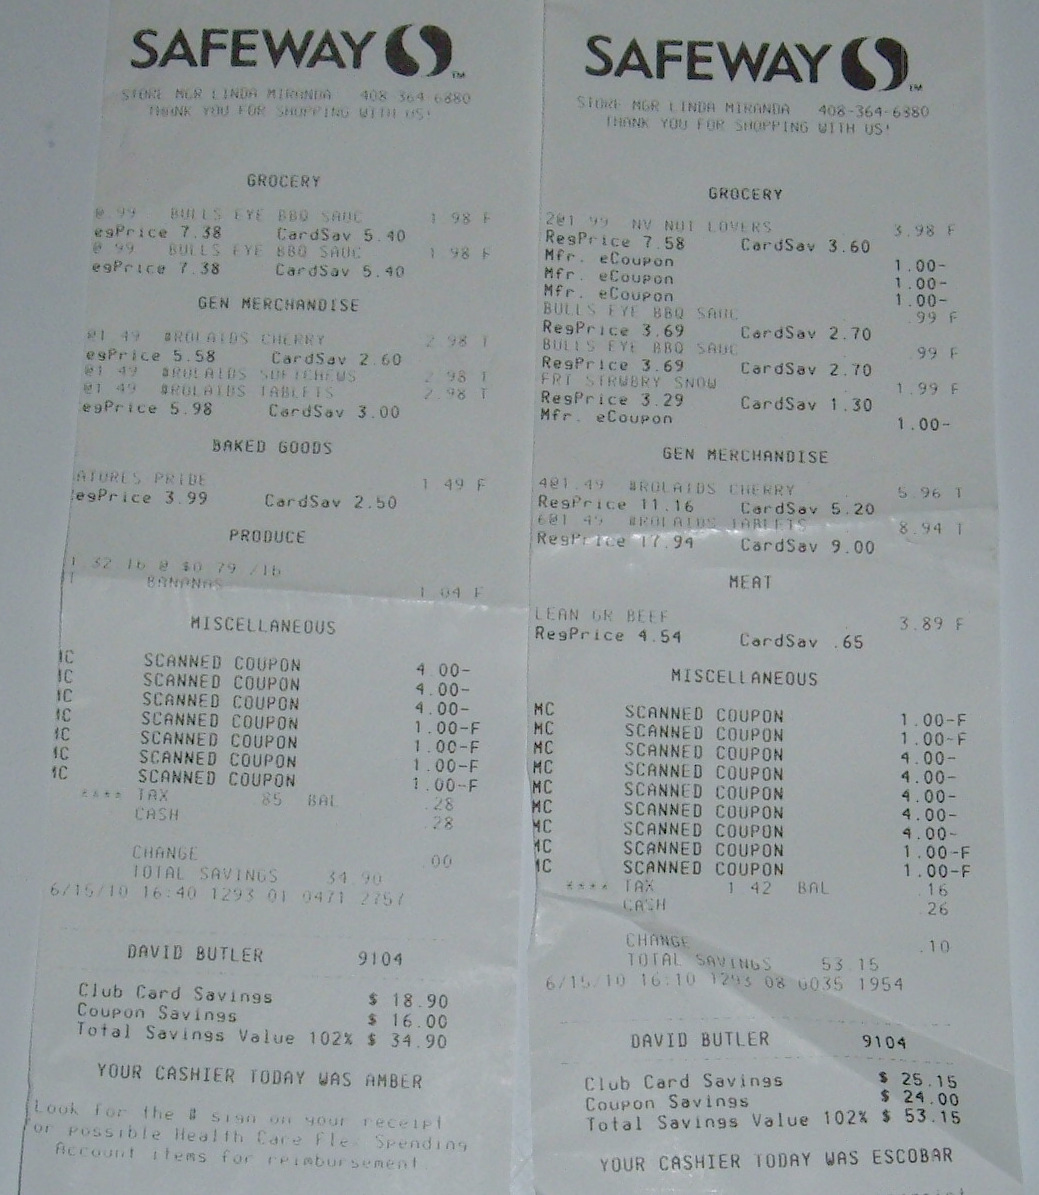 SAFEWAY TM
STORE MGR LINDA MIRANDA 408 364-6880
THANK YOU FOR SHOPPING WITH US!
GROCERY
@.99 BULLS EYE BBQ SAUC 1 98 F
egPrice 7.38 CardSav 5.40
@ 99 BULLS EYE BBQ SAUC 1 98 F
egPrice 7.38 CardSav 5.40
GEN MERCHANDISE
@1 49 #ROLAIDS CHERRY 2 98 T
egPrice 5.58 CardSav 2.60
@1 49 #ROLAIDS SOFTCHEWS 2 98 T
@1 49 #ROLAIDS TABLETS 2.98 T
egPrice 5.98 CardSav 3.00
BAKED GOODS
ATURES PRIDE 1 49 F
egPrice 3.99 CardSav 2.50
PRODUCE
1 32 lb @ $0 79 /lb
BANANAS 1 04 F
MISCELLANEOUS
MC SCANNED COUPON 4 00-
MC SCANNED COUPON 4.00-
MC SCANNED COUPON 4.00-
MC SCANNED COUPON 1.00-F
MC SCANNED COUPON 1.00-F
MC SCANNED COUPON 1.00-F
MC SCANNED COUPON 1.00-F
**** TAX .85 BAL .28
CASH .28
CHANGE .00
TOTAL SAVINGS 34 90
6/15/10 16:40 1293 01 0471 2757
DAVID BUTLER 9104
Club Card Savings $ 18.90
Coupon Savings $ 16.00
Total Savings Value 102% $ 34.90
YOUR CASHIER TODAY WAS AMBER
Look for the # sign on your receipt
for possible Health Care Fle. Spending
Account items for reimbursement.
SAFEWAY TM
STORE MGR LINDA MIRANDA 408-364-6880
THANK YOU FOR SHOPPING WITH US!
GROCERY
2@1 99 NV NUT LOVERS 3.98 F
RegPrice 7.58 CardSav 3.60
Mfr. eCoupon 1.00-
Mfr. eCoupon 1.00-
Mfr. eCoupon 1.00-
BULLS EYE BBQ SAUC .99 F
RegPrice 3.69 CardSav 2.70
BULLS EYE BBQ SAUC .99 F
RegPrice 3.69 CardSav 2.70
FRT STRWBRY SNOW 1.99 F
RegPrice 3.29 CardSav 1.30
Mfr. eCoupon 1.00-
GEN MERCHANDISE
4@1.49 #ROLAIDS CHERRY 5.96 T
RegPrice 11.16 CardSav 5.20
6@1 49 #ROLAIDS TABLETS 8.94 T
RegPrice 17.94 CardSav 9.00
MEAT
LEAN GR BEEF 3.89 F
RegPrice 4.54 CardSav .65
MISCELLANEOUS
MC SCANNED COUPON 1.00-F
MC SCANNED COUPON 1.00-F
MC SCANNED COUPON 4.00-
MC SCANNED COUPON 4.00-
MC SCANNED COUPON 4.00-
MC SCANNED COUPON 4.00-
MC SCANNED COUPON 4.00-
MC SCANNED COUPON 1.00-F
MC SCANNED COUPON 1.00-F
**** TAX 1 42 BAL .16
CASH .26
CHANGE .10
TOTAL SAVINGS 53 15
6/15/10 16:10 1293 08 0035 1954
DAVID BUTLER 9104
Club Card Savings $ 25.15
Coupon Savings $ 24.00
Total Savings Value 102% $ 53.15
YOUR CASHIER TODAY WAS ESCOBAR